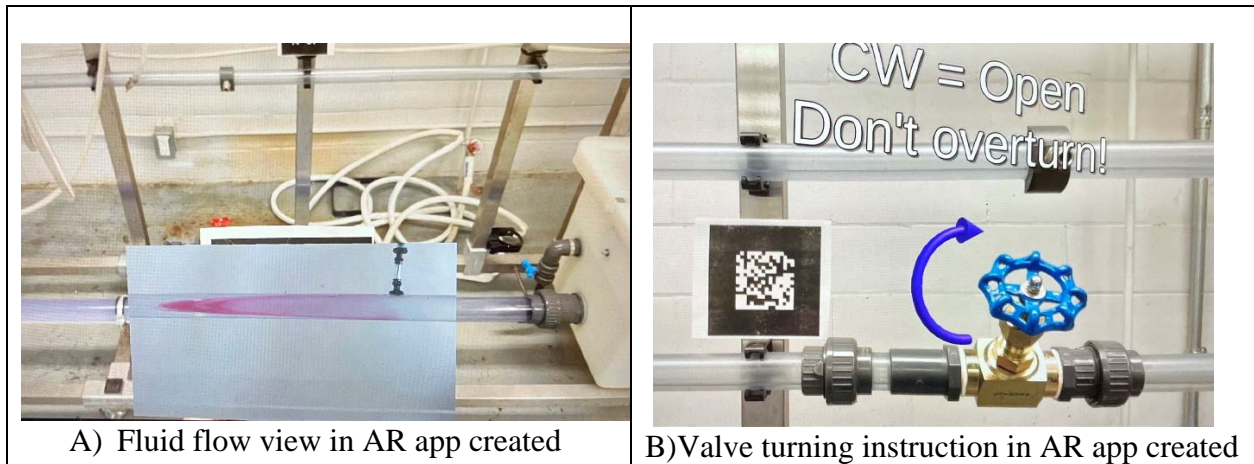 CW = Open
Don't overturn!
A) Fluid flow view in AR app created
B)Valve turning instruction in AR app created